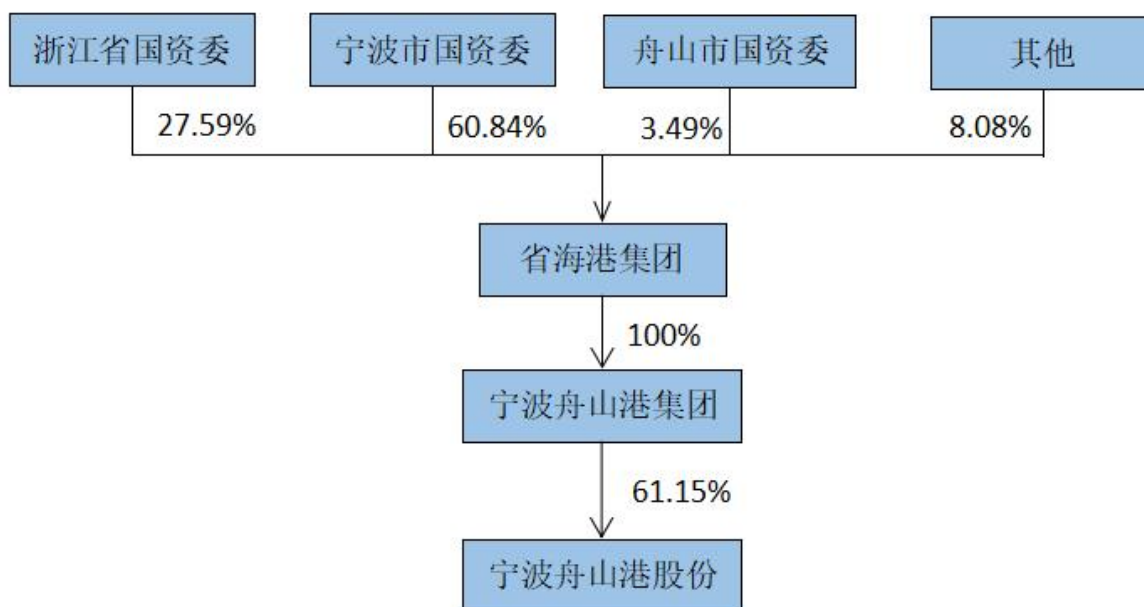 浙江省国资委
宁波市国资委
舟山市国资委
其他
27.59%
60.84%
3.49%
8.08%
省海港集团
100%
宁波舟山港集团
61.15%
宁波舟山港股份